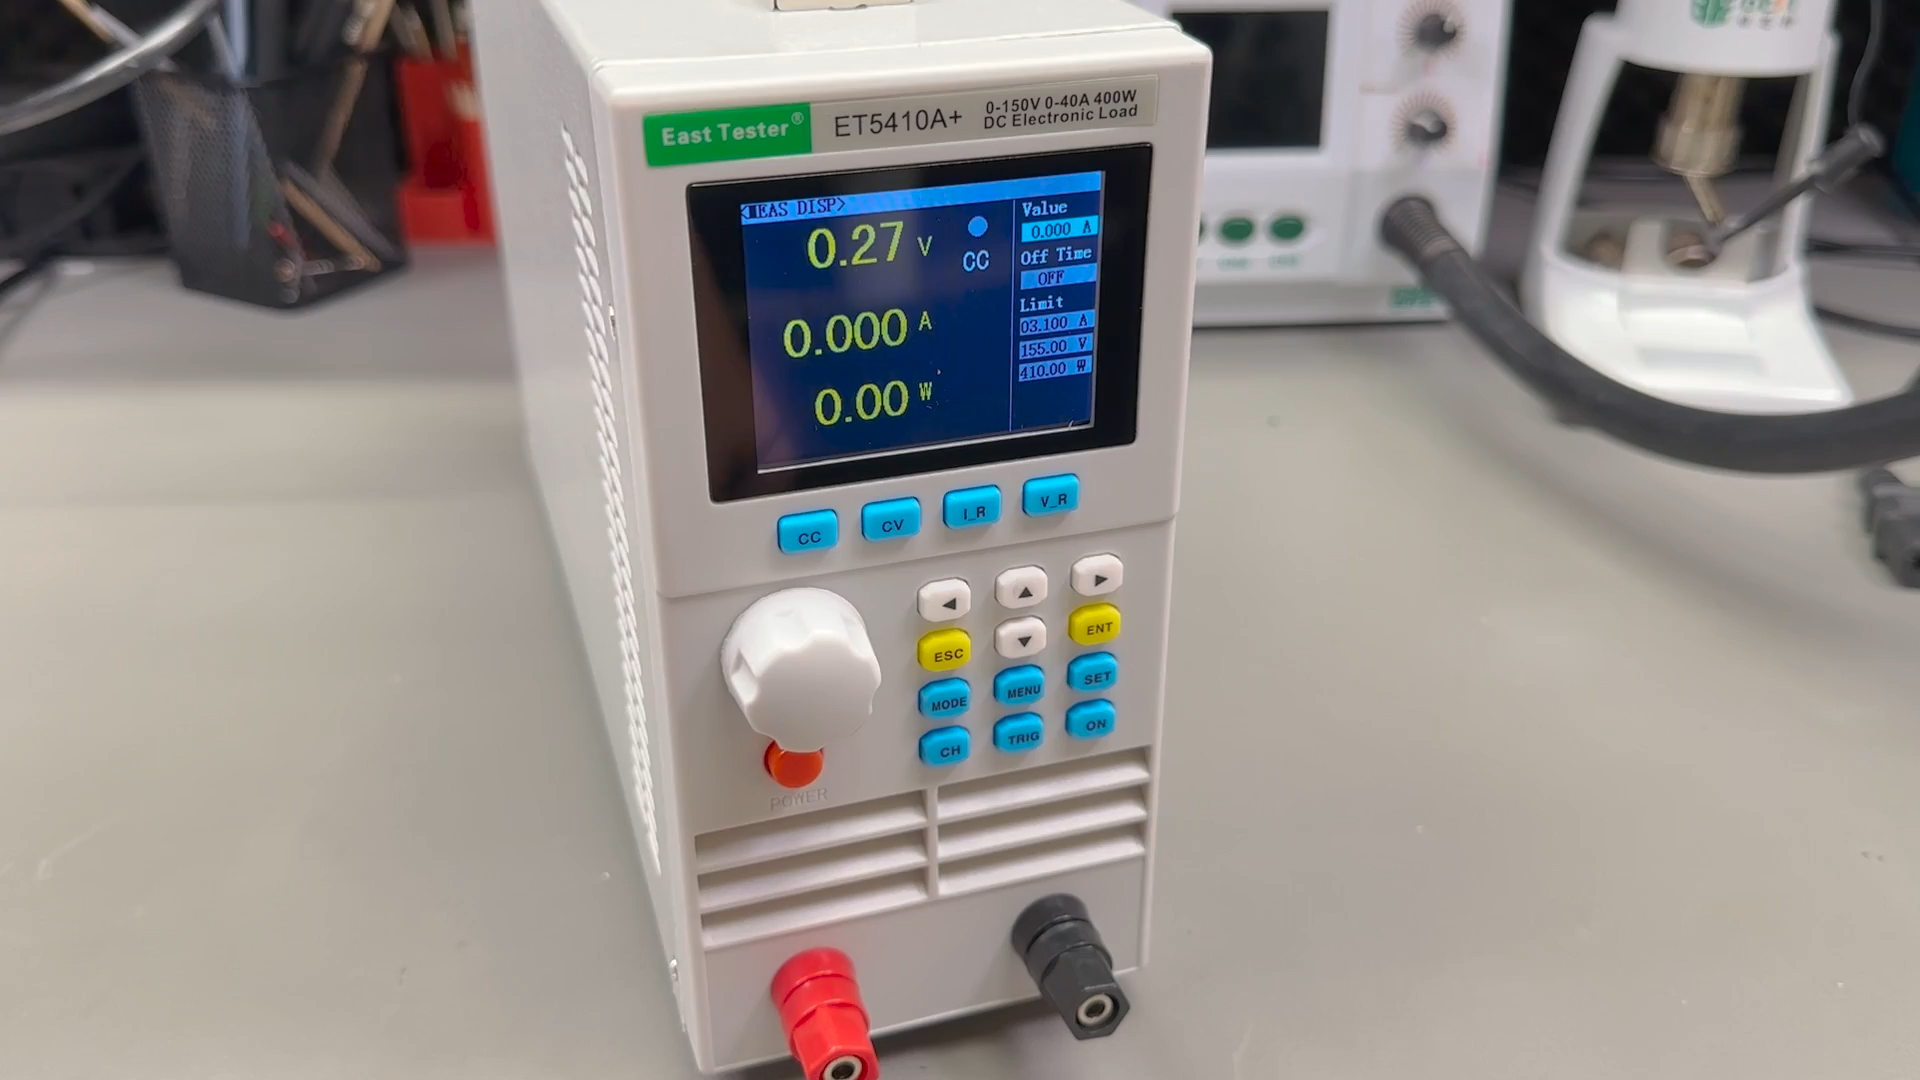 East Tester®
ET5410A+
0-150V 0-40A 400W
DC Electronic Load
EAS DISP>
0.27 V
CC
0.000 A
0.00 W
Value
0.000 A
Off Time
OFF
Limit
03.100 A
155.00 V
410.00 W
CC
CV
I_R
V_R
ESC
ENT
MODE
MENU
SET
CH
TRIG
ON
POWER